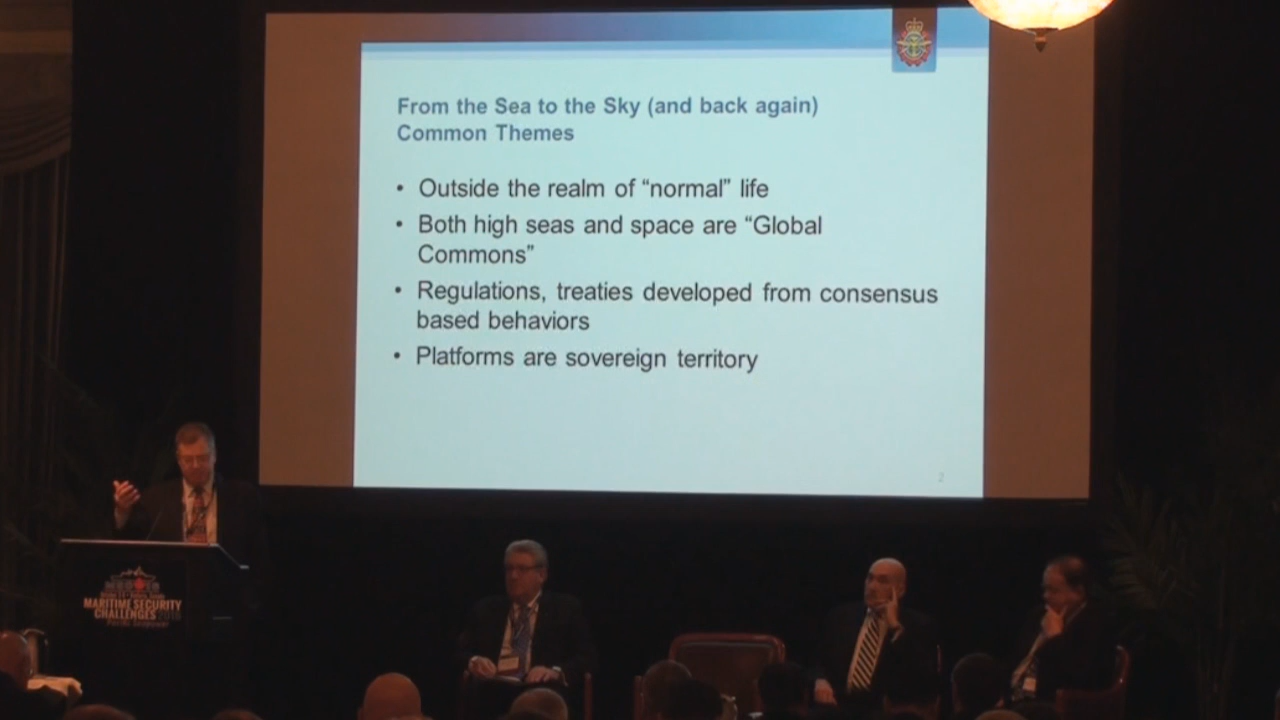 From the Sea to the Sky (and back again)
Common Themes
• Outside the realm of “normal” life
• Both high seas and space are “Global
Commons”
• Regulations, treaties developed from consensus
based behaviors
• Platforms are sovereign territory
2
MARITIME SECURITY
CHALLENGES